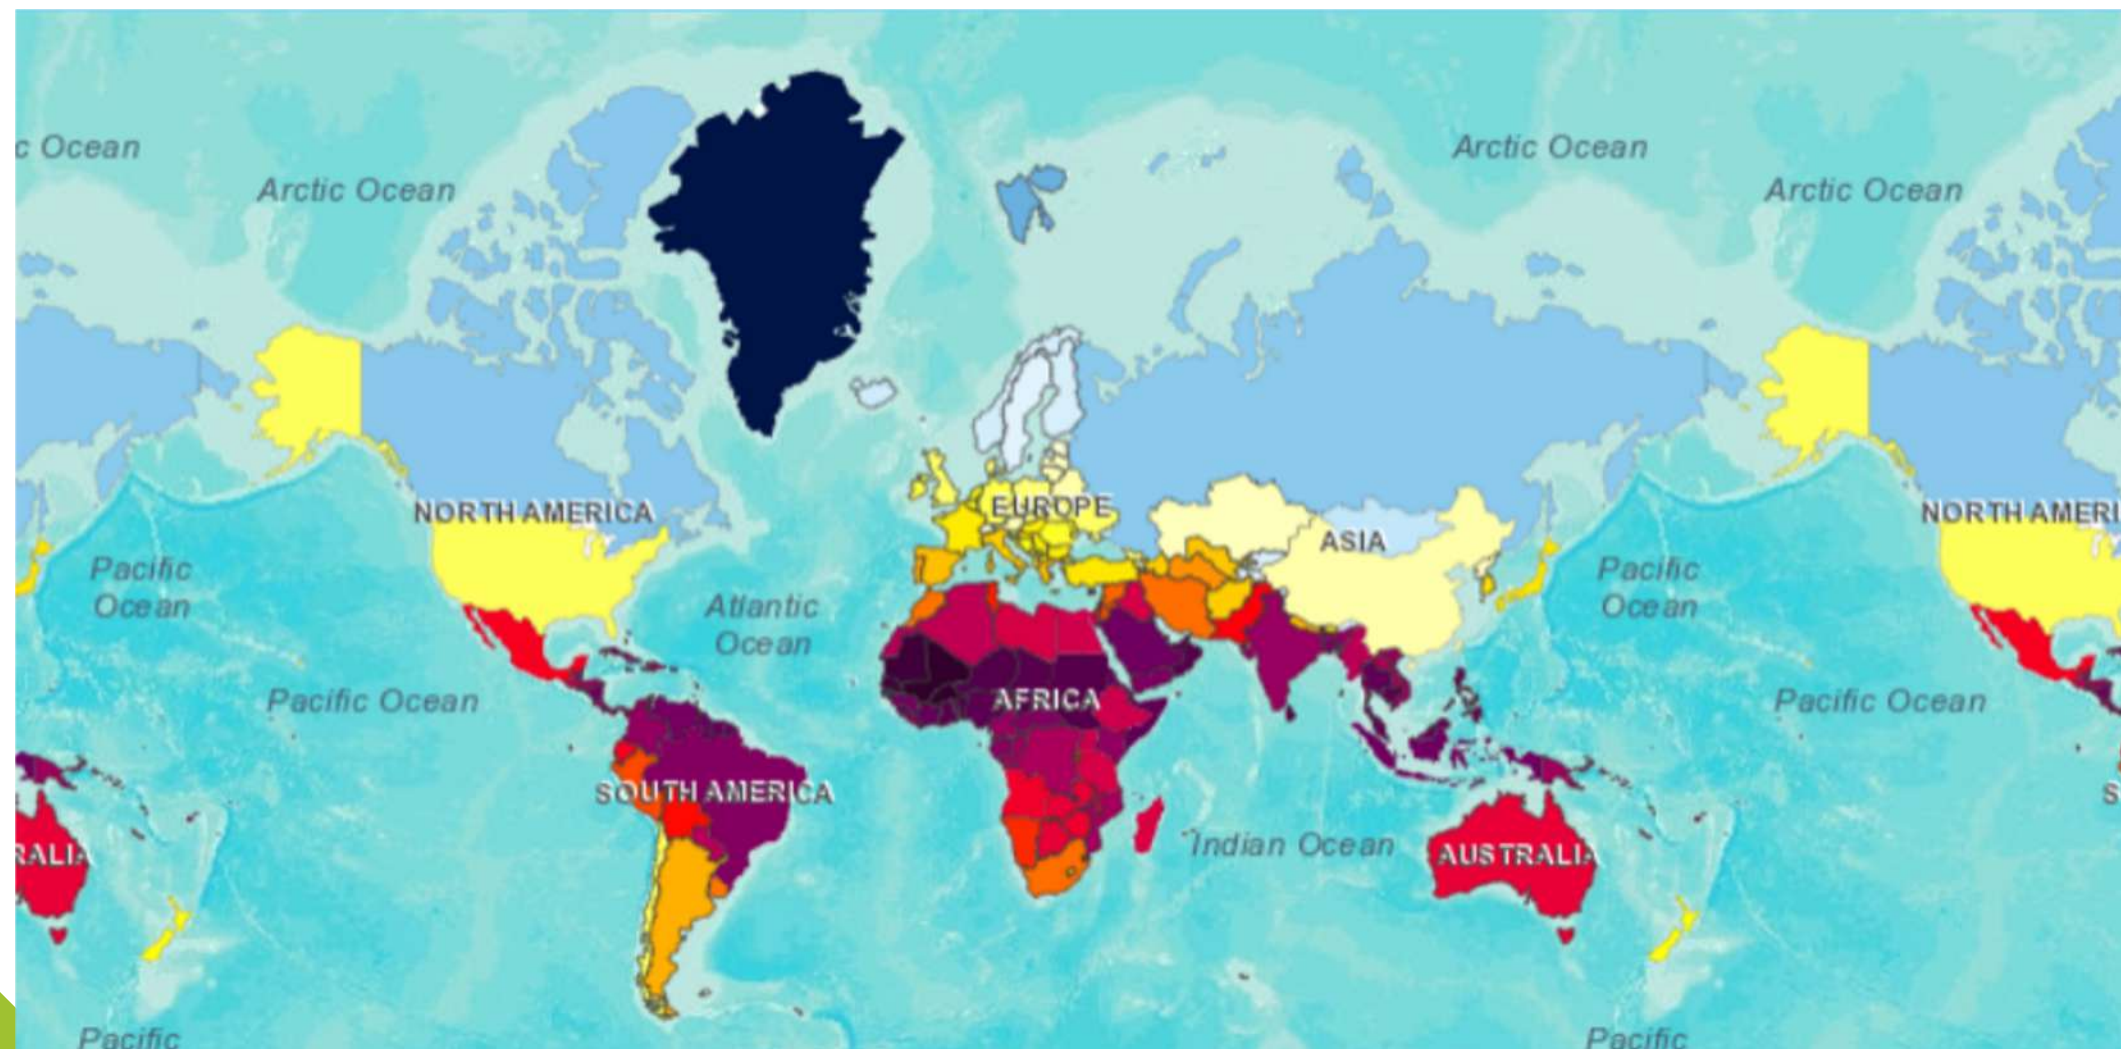 c Ocean
Arctic Ocean
Arctic Ocean
Arctic Ocean
NORTH AMERICA
EUROPE
ASIA
NORTH AMERI
Pacific
Ocean
Atlantic
Ocean
Pacific
Ocean
Pacific Ocean
AFRICA
Pacific Ocean
SOUTH AMERICA
S
RALIA
Indian Ocean
AUSTRALIA
Pacific
Pacific